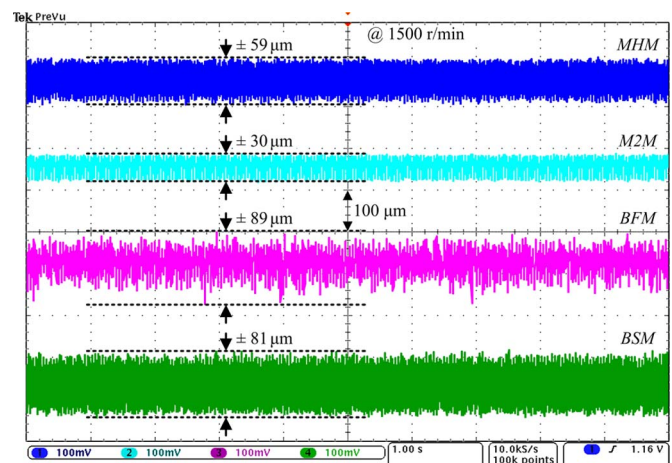 Tek PreVu
@ 1500 r/min
± 59 µm
MHM
± 30 µm
M2M
100 µm
± 89 µm
BFM
± 81 µm
BSM
1 100mV 2 100mV 3 100mV 4 100mV
1.00 s
10.0kS/s
100k points
1 1.16 V